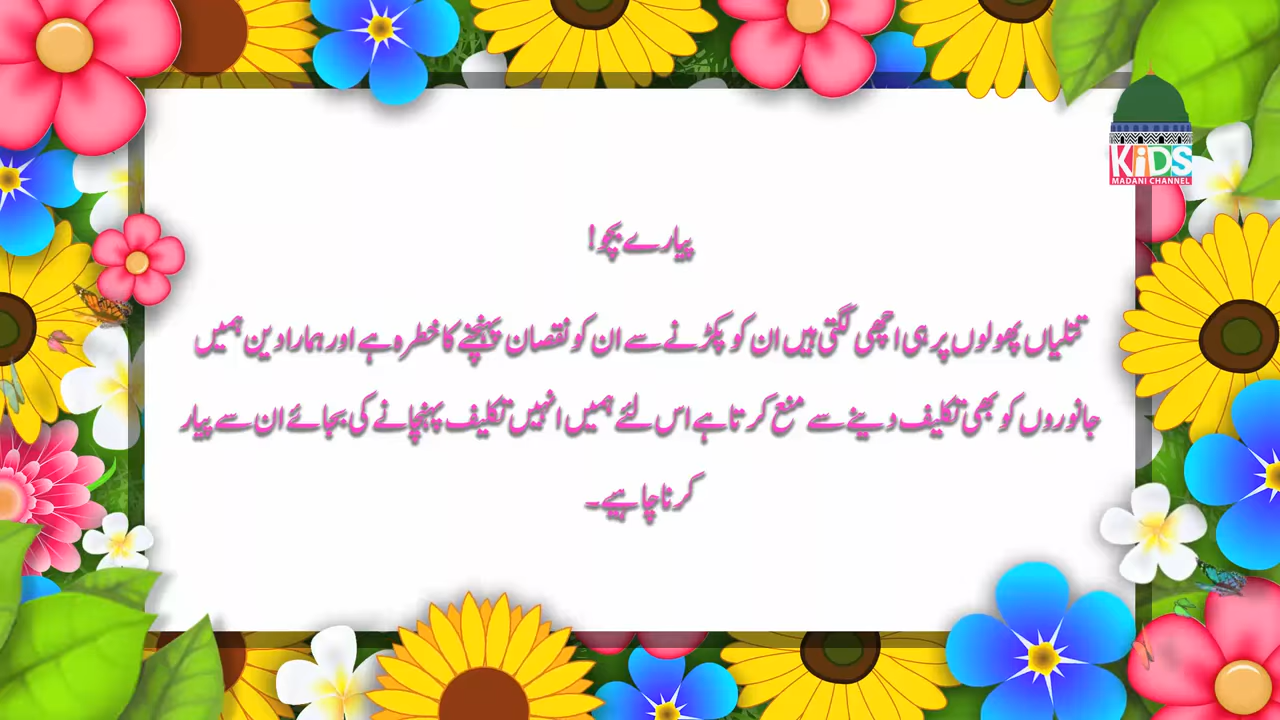 KiDS
MADANI CHANNEL
پیارے بچو!
تتلیاں پھولوں پر ہی اچھی لگتی ہیں ان کو پکڑنے سے ان کو نقصان پہنچنے کا خطرہ ہے اور ہمارا دین ہمیں
جانوروں کو بھی تکلیف دینے سے منع کرتا ہے اس لئے ہمیں انہیں تکلیف پہنچانے کی بجائے ان سے پیار
کرنا چاہیے۔